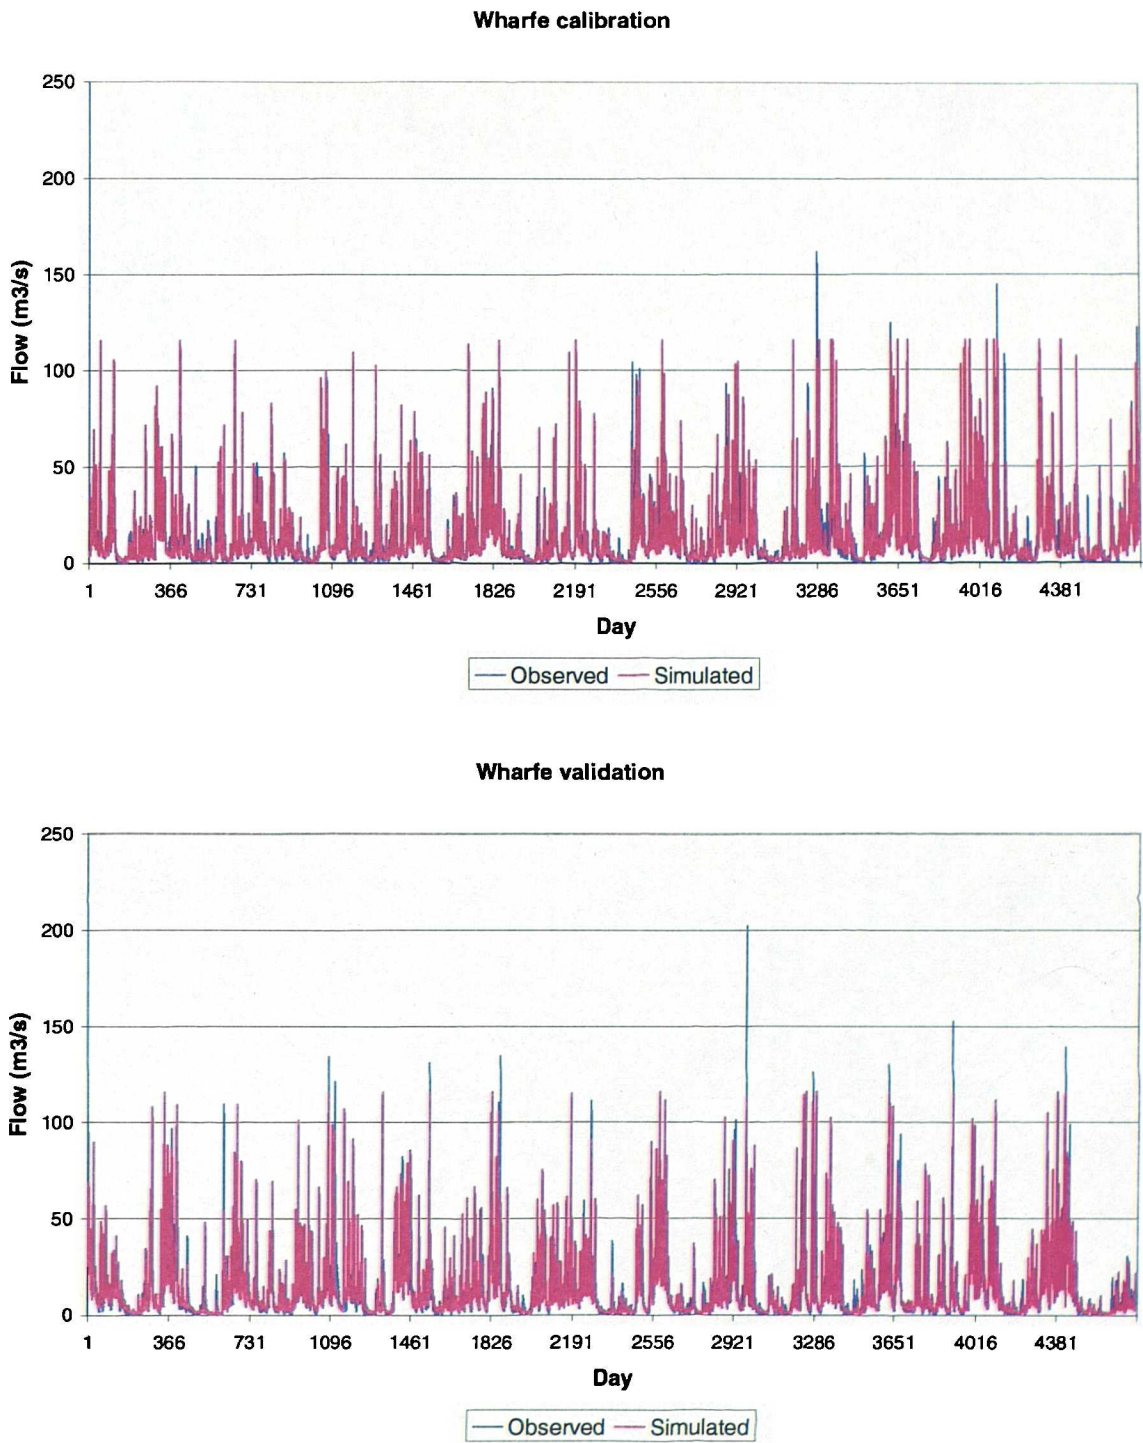 Wharfe calibration
250
200
150
100
50
0
Flow (m3/s)
1 366 731 1096 1461 1826 2191 2556 2921 3286 3651 4016 4381
Day
Observed Simulated
Wharfe validation
250
200
150
100
50
0
Flow (m3/s)
1 366 731 1096 1461 1826 2191 2556 2921 3286 3651 4016 4381
Day
Observed Simulated